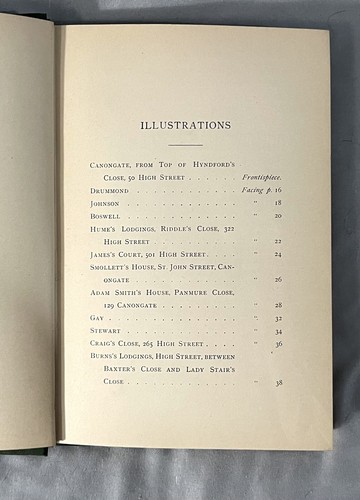 ILLUSTRATIONS
CANONGATE, FROM TOP OF HYNDFORD'S
CLOSE, 50 HIGH STREET . . . . . . Frontispiece.
DRUMMOND . . . . . . . . . . . Facing p. 16
JOHNSON . . . . . . . . . . . . " 18
BOSWELL . . . . . . . . . . . . " 20
HUME'S LODGINGS, RIDDLE'S CLOSE, 322
HIGH STREET . . . . . . . . . " 22
JAMES'S COURT, 501 HIGH STREET . . . . " 24
SMOLLETT'S HOUSE, ST. JOHN STREET, CAN-
ONGATE . . . . . . . . . . . " 26
ADAM SMITH'S HOUSE, PANMURE CLOSE,
129 CANONGATE . . . . . . . . " 28
GAY . . . . . . . . . . . . . " 32
STEWART . . . . . . . . . . . . " 34
CRAIG'S CLOSE, 265 HIGH STREET . . . . " 36
BURNS'S LODGINGS, HIGH STREET, BETWEEN
BAXTER'S CLOSE AND LADY STAIR'S
CLOSE . . . . . . . . . . . . " 38